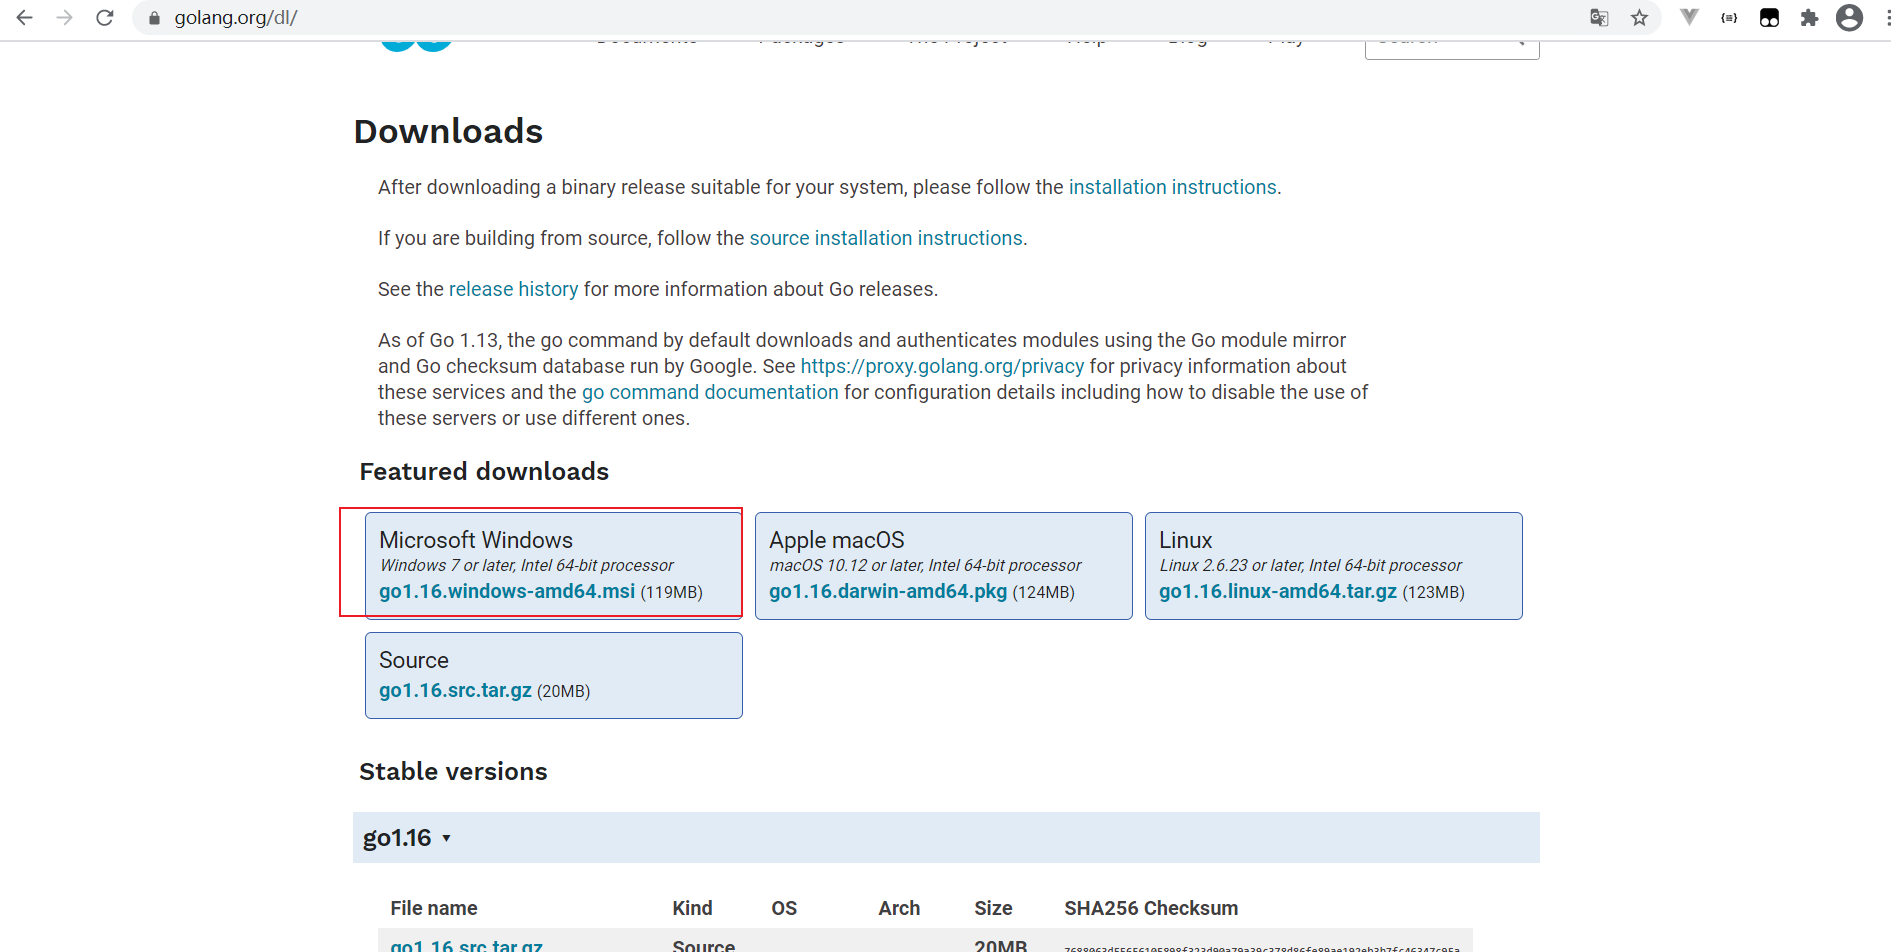 golang.org/dl/
Documents Packages The Project Help Blog Play Search
Downloads
After downloading a binary release suitable for your system, please follow the installation instructions.
If you are building from source, follow the source installation instructions.
See the release history for more information about Go releases.
As of Go 1.13, the go command by default downloads and authenticates modules using the Go module mirror
and Go checksum database run by Google. See https://proxy.golang.org/privacy for privacy information about
these services and the go command documentation for configuration details including how to disable the use of
these servers or use different ones.
Featured downloads
Microsoft Windows
Windows 7 or later, Intel 64-bit processor
go1.16.windows-amd64.msi (119MB)
Apple macOS
macOS 10.12 or later, Intel 64-bit processor
go1.16.darwin-amd64.pkg (124MB)
Linux
Linux 2.6.23 or later, Intel 64-bit processor
go1.16.linux-amd64.tar.gz (123MB)
Source
go1.16.src.tar.gz (20MB)
Stable versions
go1.16 ▾
File name Kind OS Arch Size SHA256 Checksum
go1.16.src.tar.gz Source 20MB